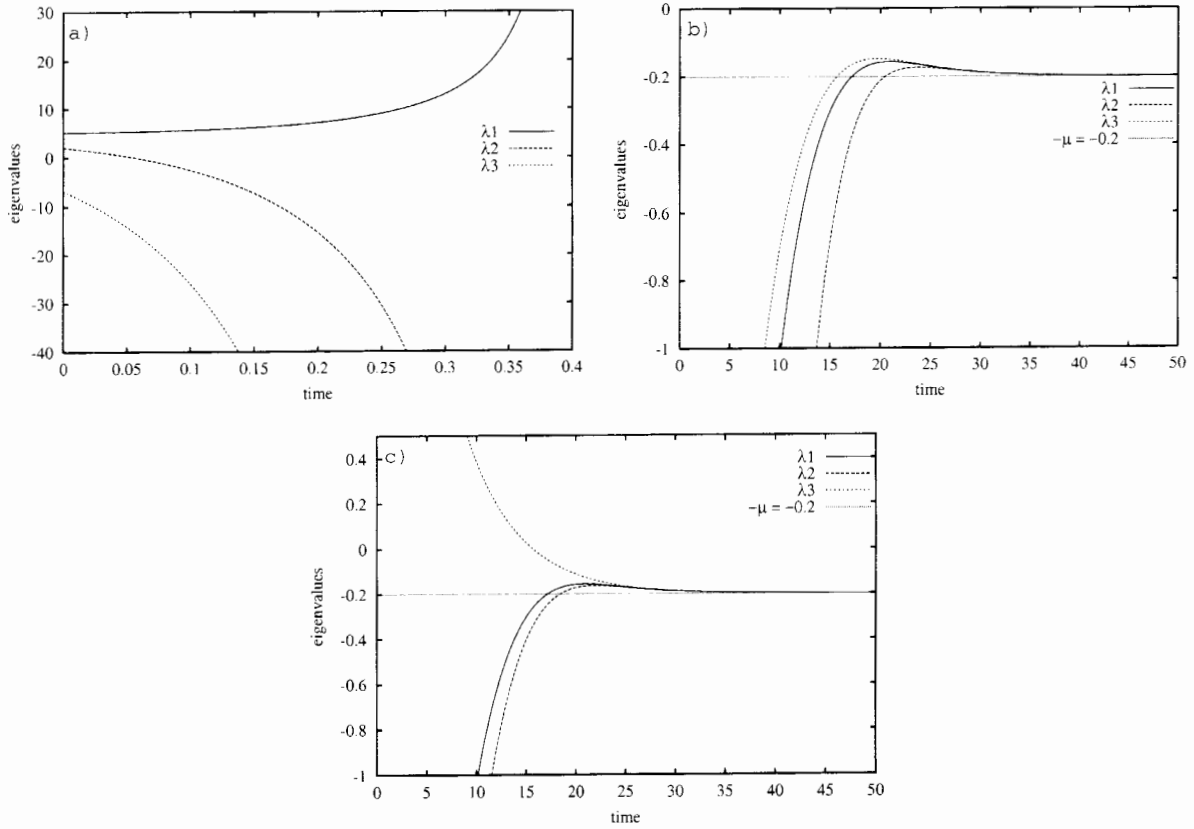 a)
30
20
10
0
-10
-20
-30
-40
eigenvalues
λ1
λ2
λ3
0 0.05 0.1 0.15 0.2 0.25 0.3 0.35 0.4
time
b)
0
-0.2
-0.4
-0.6
-0.8
-1
eigenvalues
λ1
λ2
λ3
-μ = -0.2
0 5 10 15 20 25 30 35 40 45 50
time
c)
0.4
0.2
0
-0.2
-0.4
-0.6
-0.8
-1
eigenvalues
λ1
λ2
λ3
-μ = -0.2
0 5 10 15 20 25 30 35 40 45 50
time